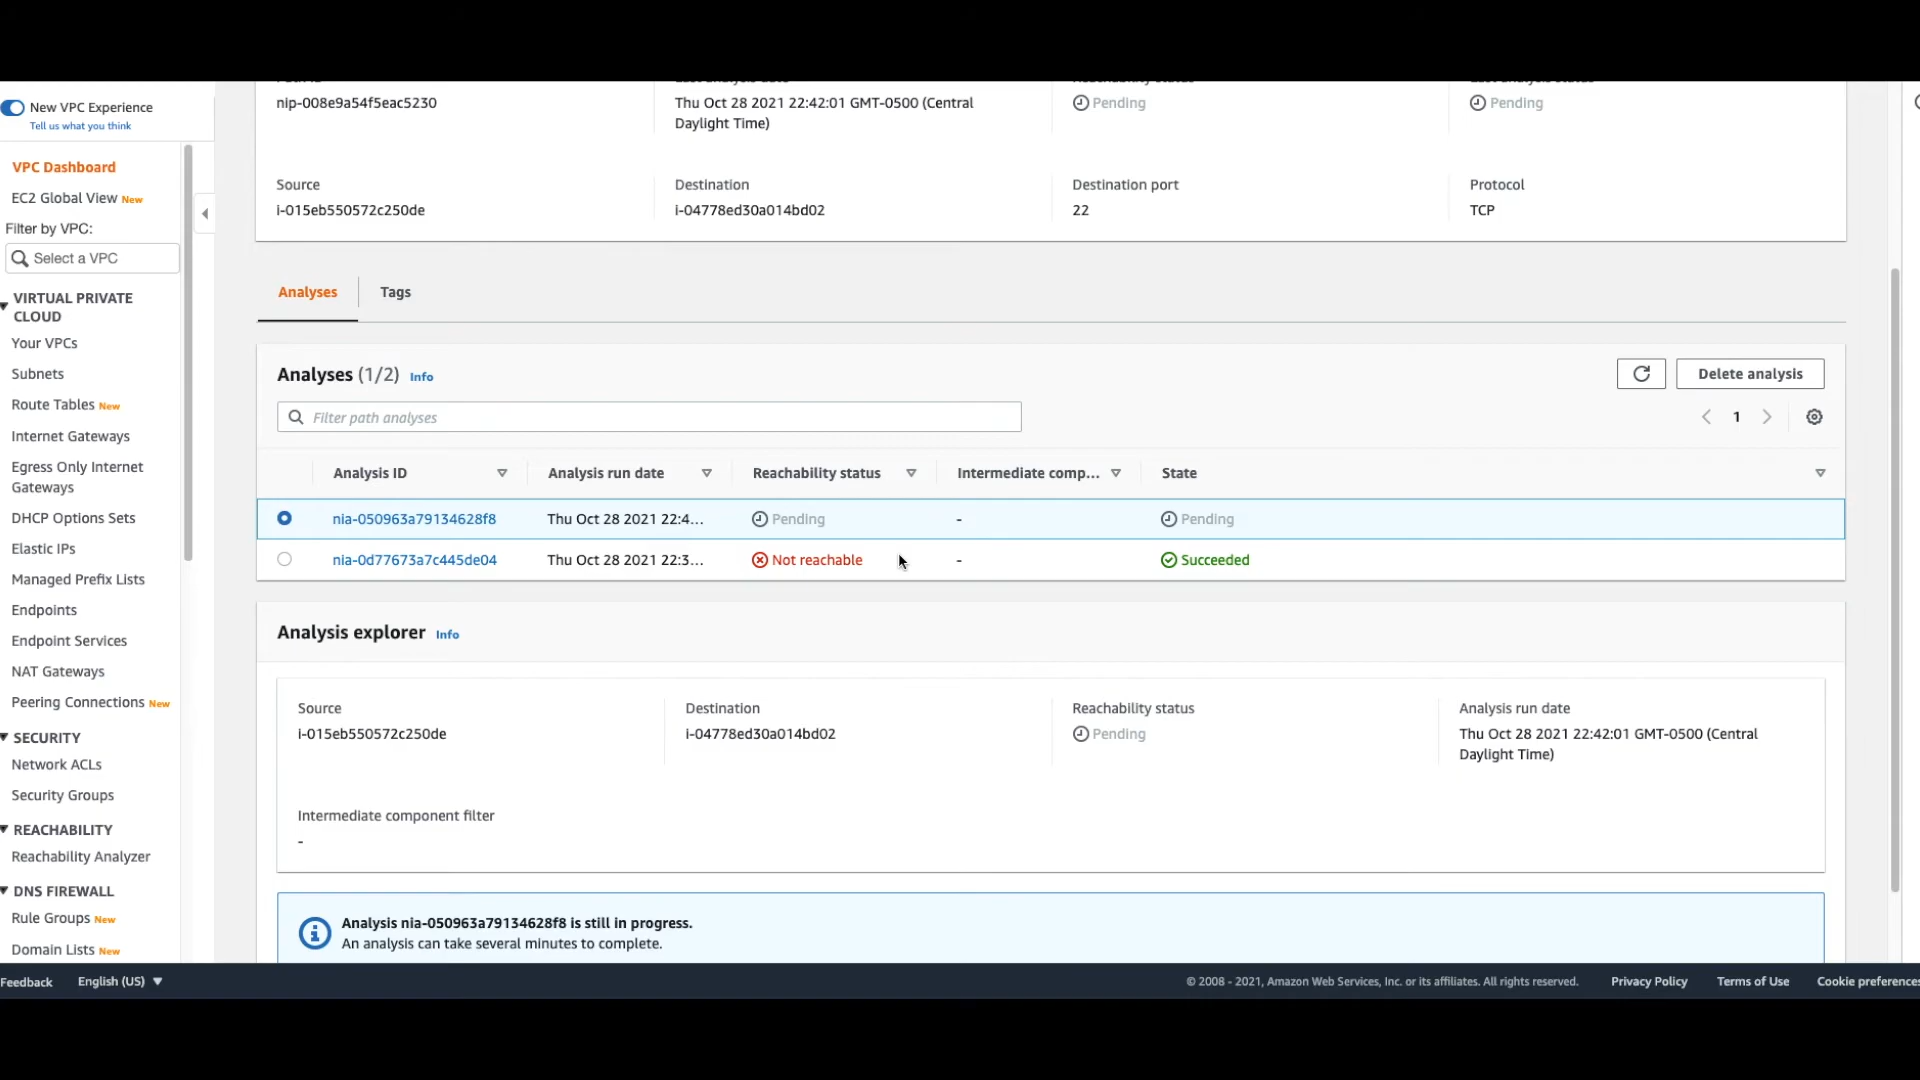 New VPC Experience
Tell us what you think
VPC Dashboard
EC2 Global View New
Filter by VPC:
Select a VPC
VIRTUAL PRIVATE
CLOUD
Your VPCs
Subnets
Route Tables New
Internet Gateways
Egress Only Internet
Gateways
DHCP Options Sets
Elastic IPs
Managed Prefix Lists
Endpoints
Endpoint Services
NAT Gateways
Peering Connections New
SECURITY
Network ACLs
Security Groups
REACHABILITY
Reachability Analyzer
DNS FIREWALL
Rule Groups New
Domain Lists New
nip-008e9a54f5eac5230
Thu Oct 28 2021 22:42:01 GMT-0500 (Central
Daylight Time)
Pending
Pending
Source
i-015eb550572c250de
Destination
i-04778ed30a014bd02
Destination port
22
Protocol
TCP
Analyses
Tags
Analyses (1/2) Info
Delete analysis
Filter path analyses
1
Analysis ID
Analysis run date
Reachability status
Intermediate comp...
State
nia-050963a79134628f8
Thu Oct 28 2021 22:4...
Pending
-
Pending
nia-0d77673a7c445de04
Thu Oct 28 2021 22:3...
Not reachable
-
Succeeded
Analysis explorer Info
Source
i-015eb550572c250de
Destination
i-04778ed30a014bd02
Reachability status
Pending
Analysis run date
Thu Oct 28 2021 22:42:01 GMT-0500 (Central
Daylight Time)
Intermediate component filter
-
Analysis nia-050963a79134628f8 is still in progress.
An analysis can take several minutes to complete.
Feedback
English (US)
© 2008 - 2021, Amazon Web Services, Inc. or its affiliates. All rights reserved.
Privacy Policy
Terms of Use
Cookie preferences